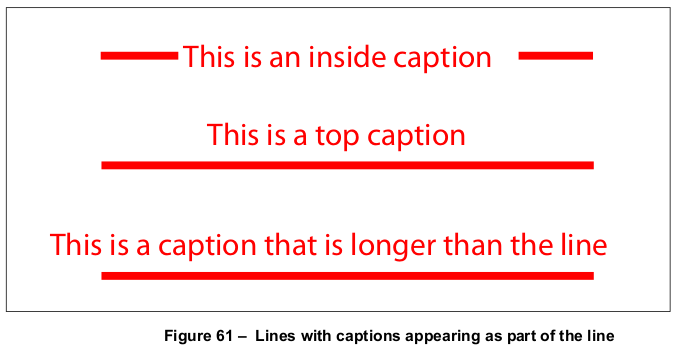 This is an inside caption
This is a top caption
This is a caption that is longer than the line
Figure 61 – Lines with captions appearing as part of the line